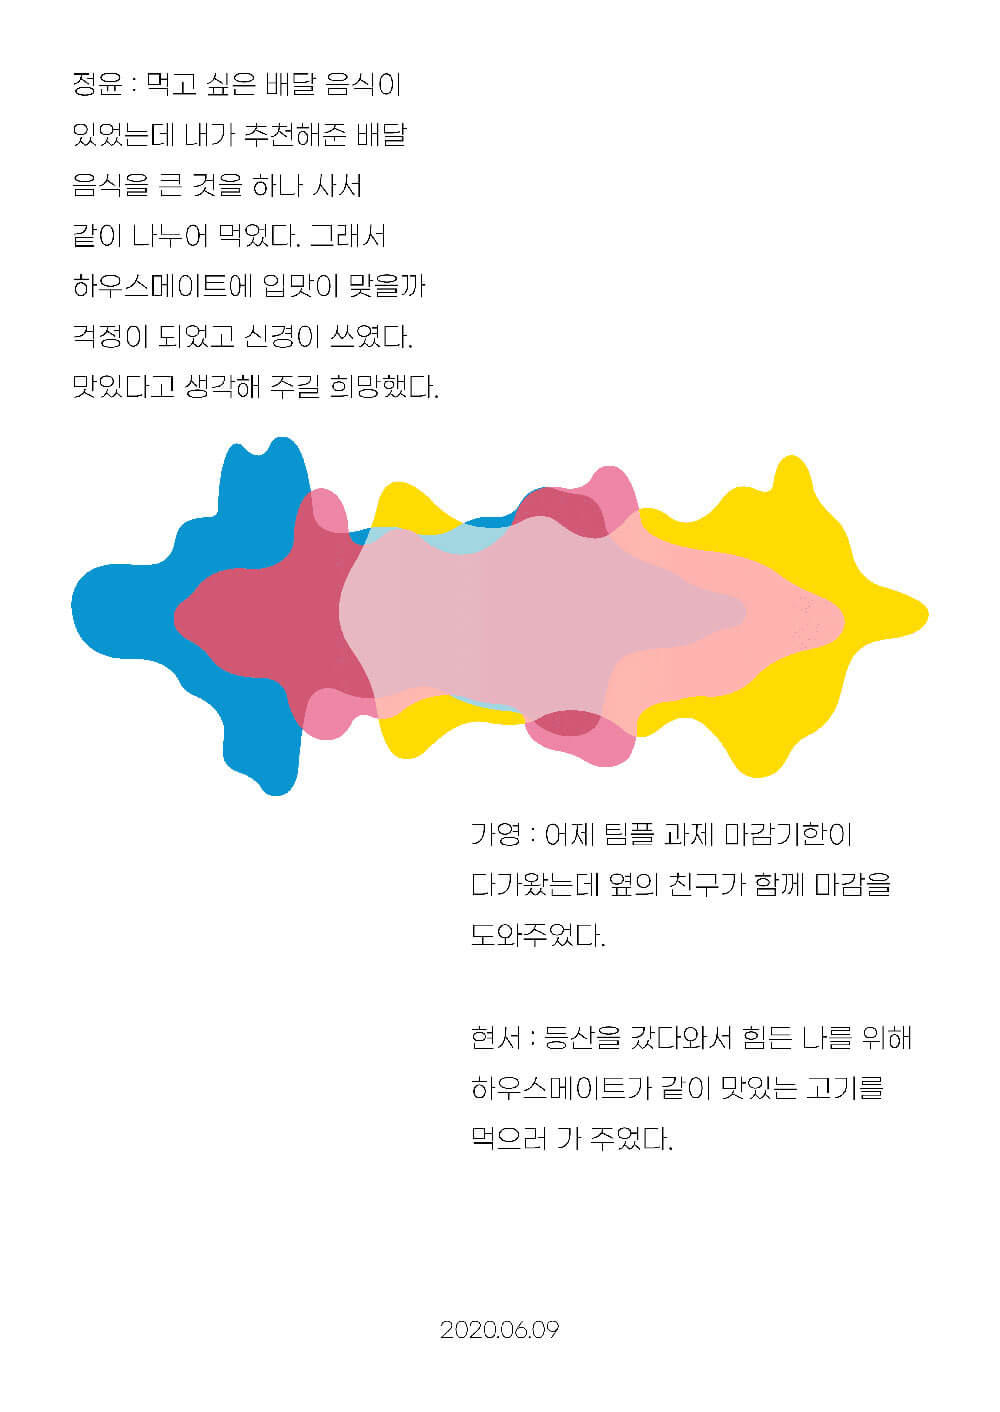 정윤 : 먹고 싶은 배달 음식이
있었는데 내가 추천해준 배달
음식을 큰 것을 하나 사서
같이 나누어 먹었다. 그래서
하우스메이트에 입맛이 맞을까
걱정이 되었고 신경이 쓰였다.
맛있다고 생각해 주길 희망했다.
가영 : 어제 팀플 과제 마감기한이
다가왔는데 옆의 친구가 함께 마감을
도와주었다.
현서 : 등산을 갔다와서 힘든 나를 위해
하우스메이트가 같이 맛있는 고기를
먹으러 가 주었다.
2020.06.09